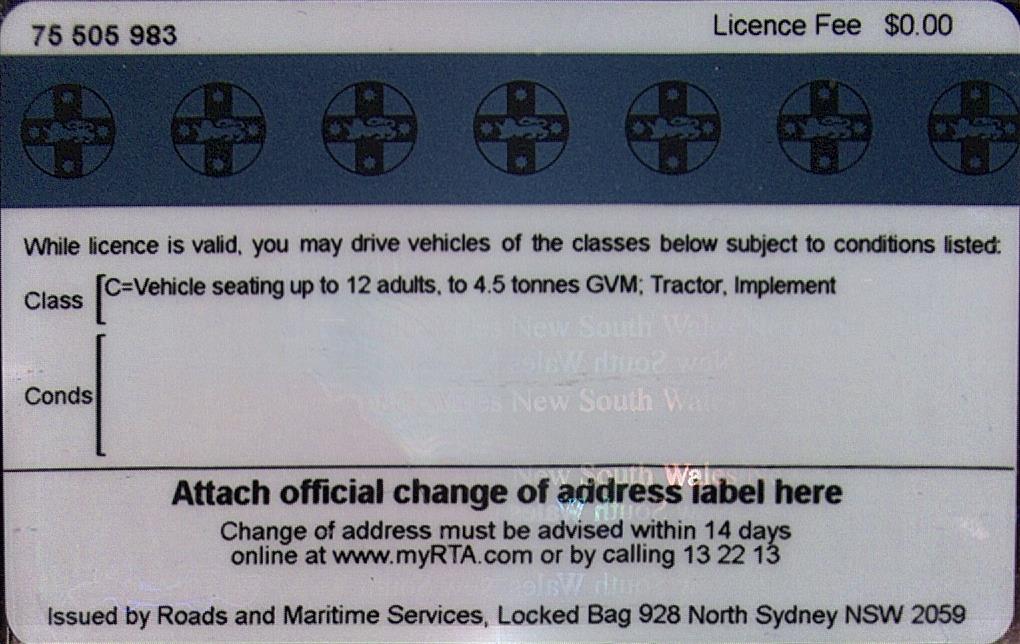 75 505 983
Licence Fee $0.00
While licence is valid, you may drive vehicles of the classes below subject to conditions listed:
Class
C=Vehicle seating up to 12 adults, to 4.5 tonnes GVM; Tractor, Implement
New South Wales
New South Wales
Conds
New South Wales
New South Wales
Attach official change of address label here
Change of address must be advised within 14 days
online at www.myRTA.com or by calling 13 22 13
Issued by Roads and Maritime Services, Locked Bag 928 North Sydney NSW 2059